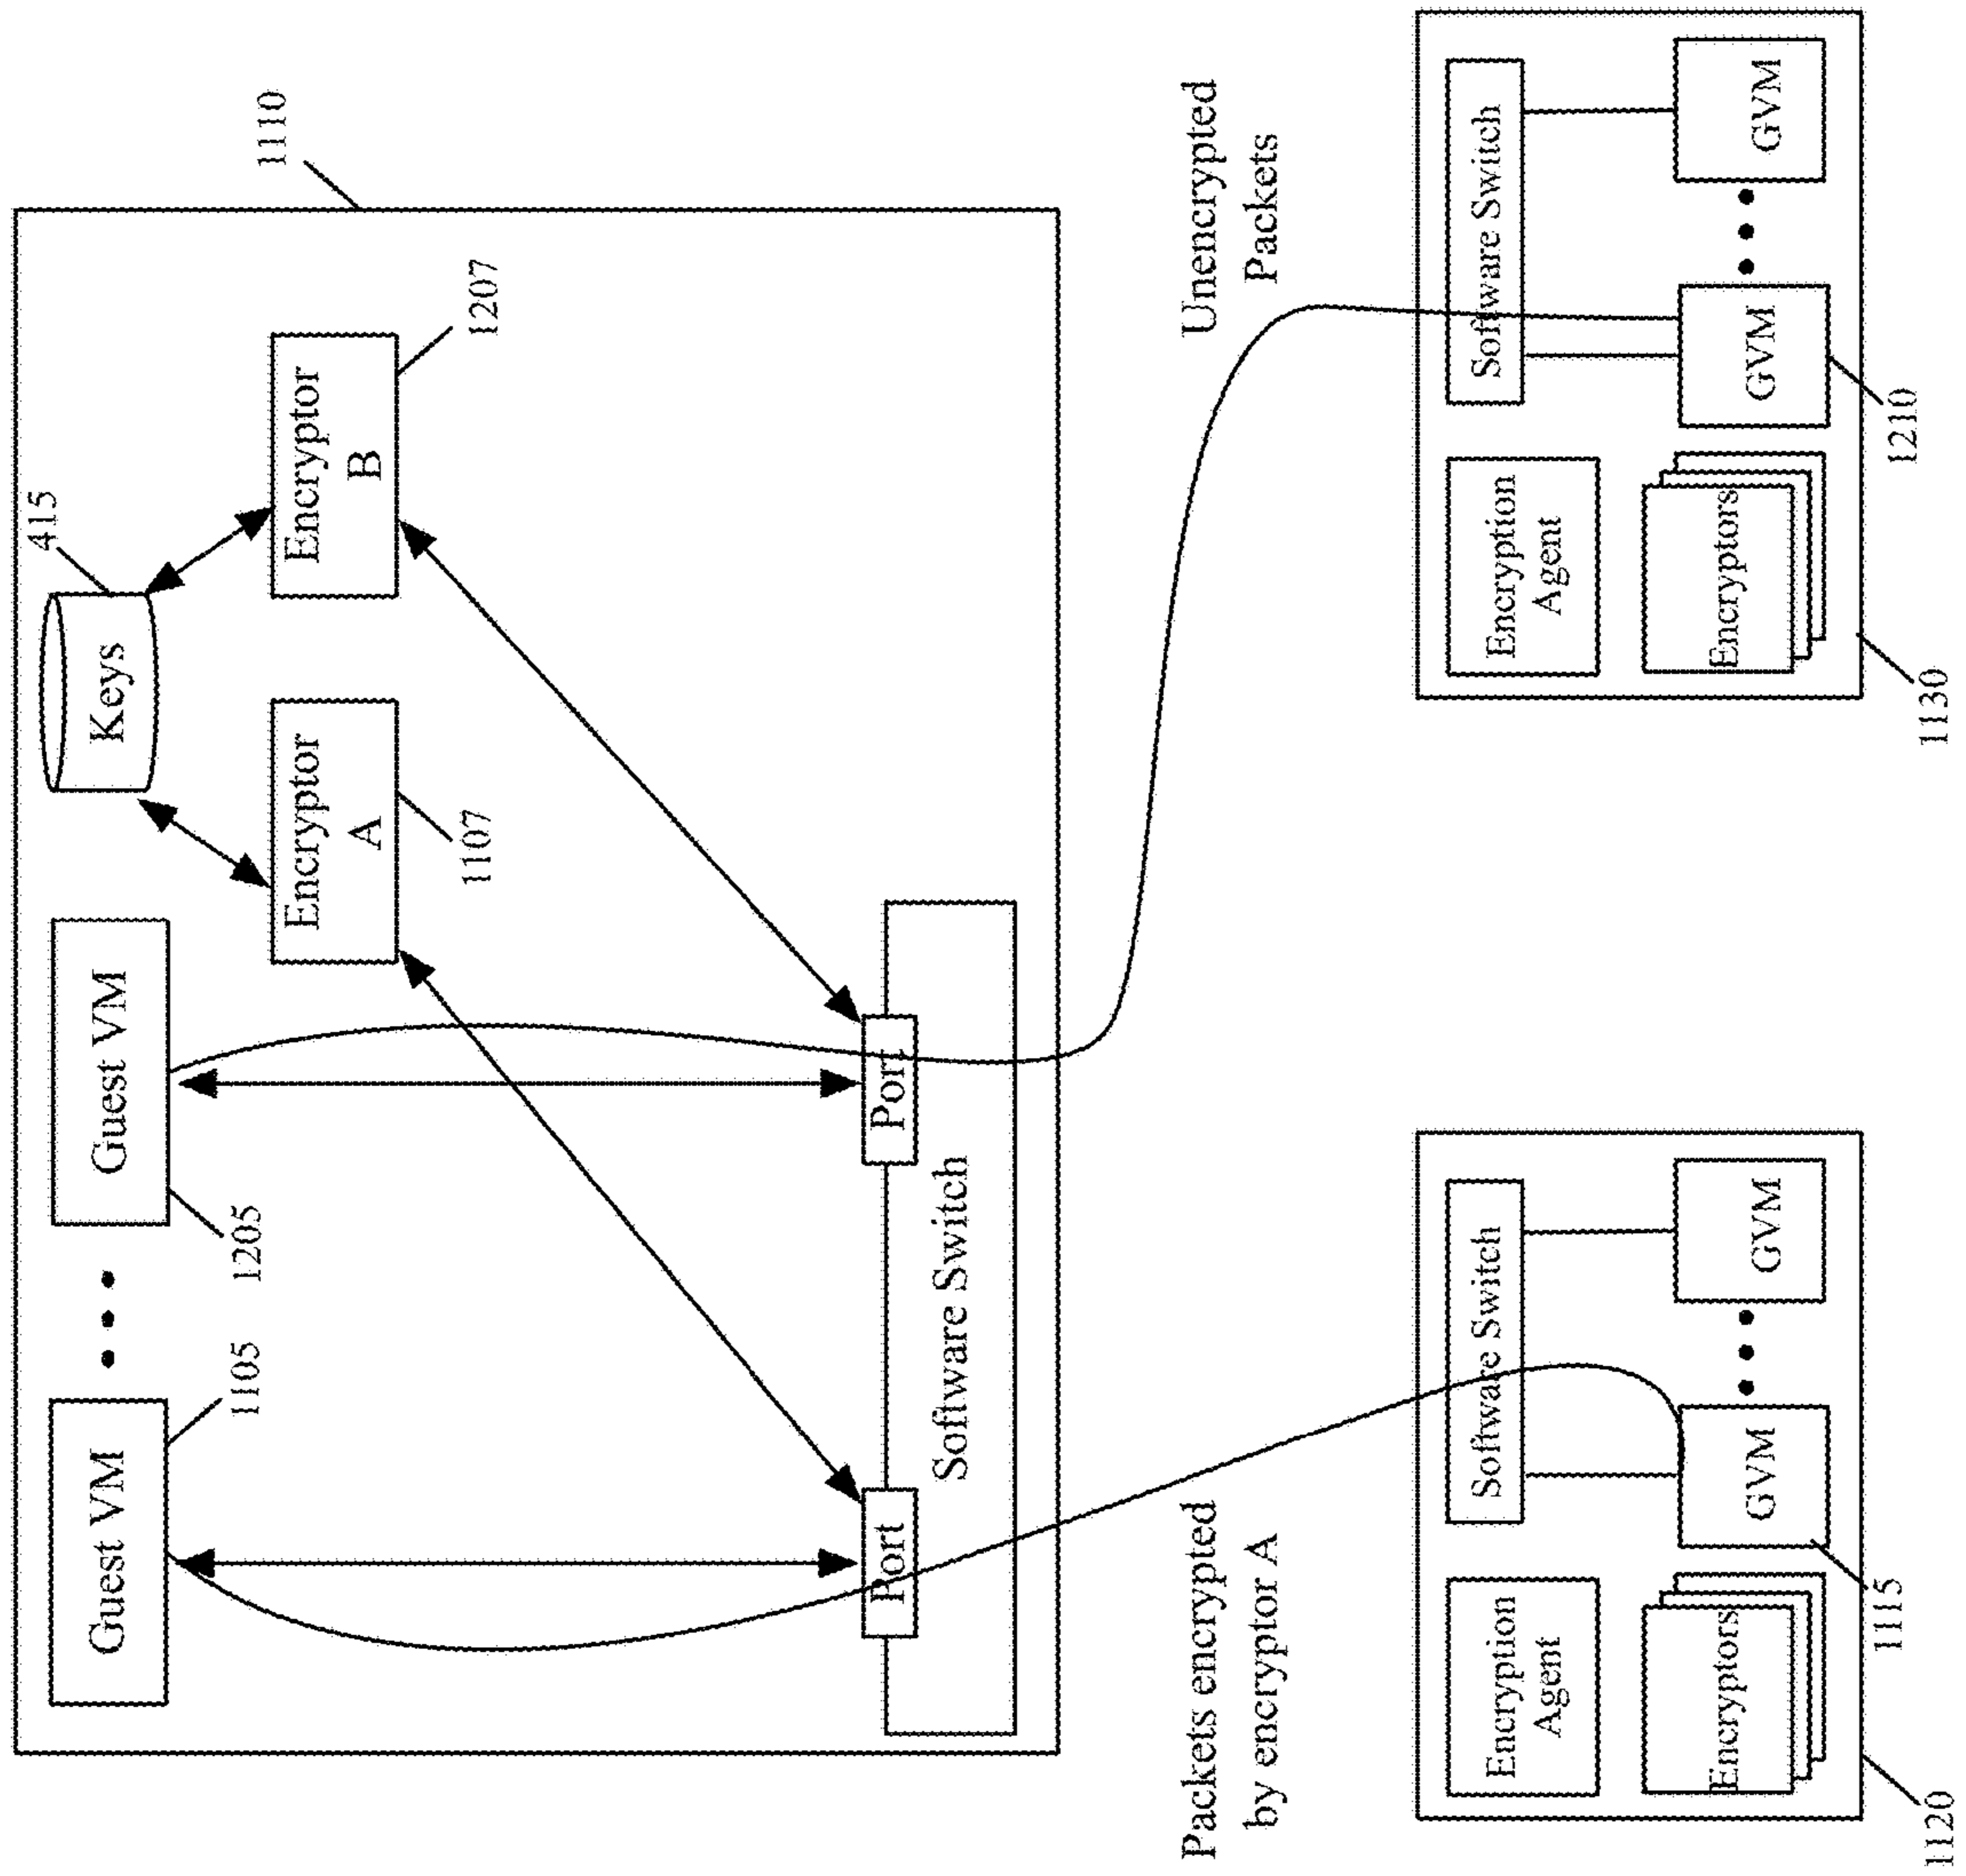 1110
415
Guest VM
Guest VM
Keys
1105
1205
Encryptor
A
Encryptor
B
1107
1207
Port
Port
Software Switch
Packets encrypted
by encryptor A
Unencrypted
Packets
Encryption
Agent
Software Switch
Encryptors
GVM
GVM
1115
1120
Encryption
Agent
Software Switch
Encryptors
GVM
GVM
1130
1210